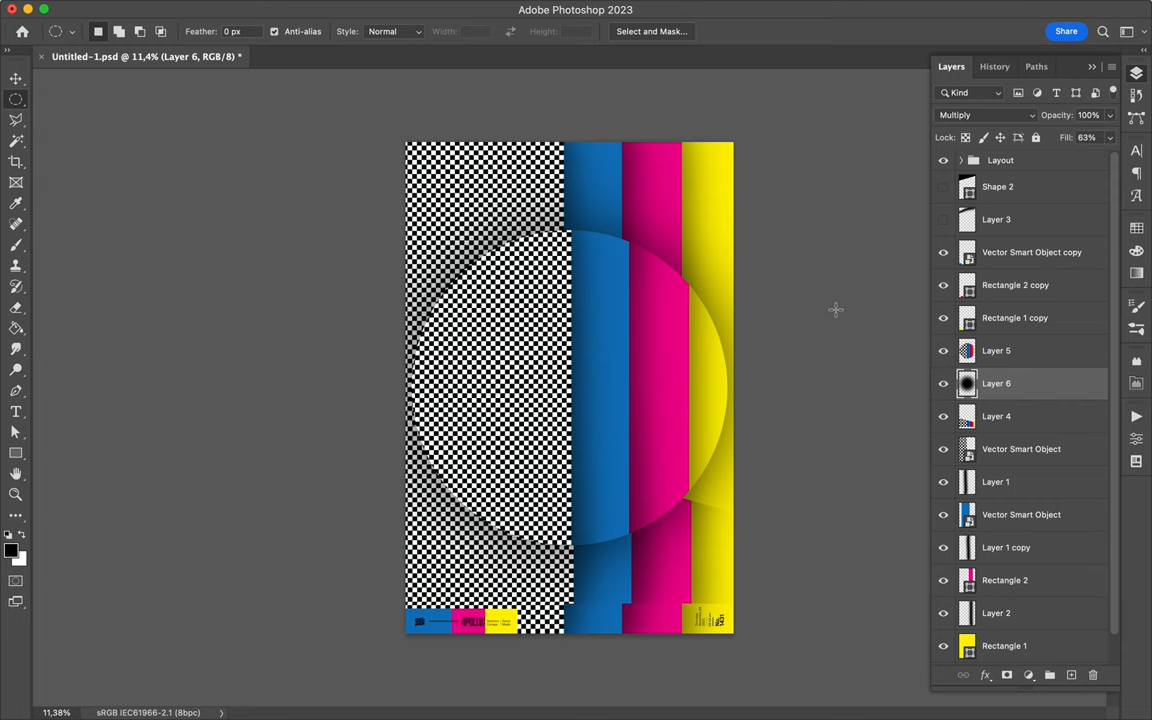 Adobe Photoshop 2023
Feather: 0 px
Anti-alias
Style: Normal
Width:
Height:
Select and Mask...
Share
Untitled-1.psd @ 11,4% (Layer 6, RGB/8) *
Layers
History
Paths
Kind
Multiply
Opacity: 100%
Lock:
Fill: 63%
Layout
Shape 2
Layer 3
Vector Smart Object copy
Rectangle 2 copy
Rectangle 1 copy
Layer 5
Layer 6
Layer 4
Vector Smart Object
Layer 1
Vector Smart Object
Layer 1 copy
Rectangle 2
Layer 2
Rectangle 1
APOLLO
No. 1431
11,38%
sRGB IEC61966-2.1 (8bpc)